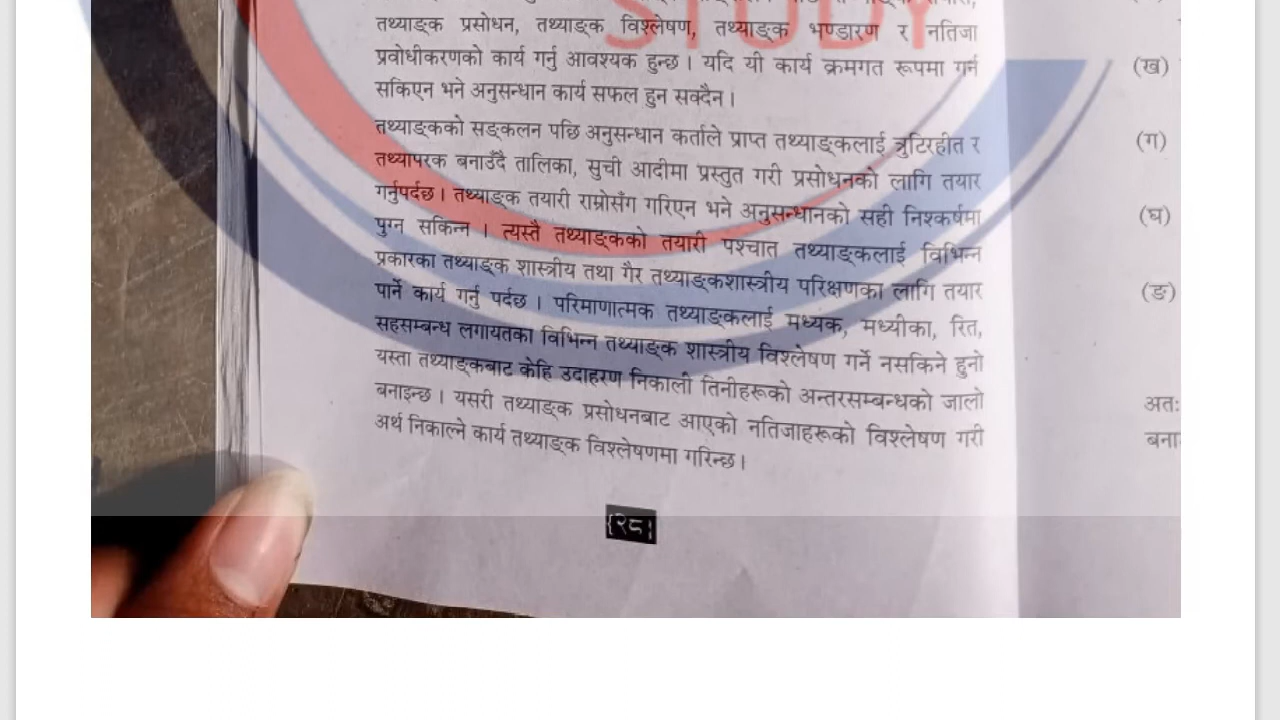 STUDY
तथ्याङ्क प्रसोधन, तथ्याङ्क विश्लेषण, तथ्याङ्क भण्डारण र नतिजा
प्रवोधीकरणको कार्य गर्नु आवश्यक हुन्छ । यदि यी कार्य क्रमगत रूपमा गर्न
सकिएन भने अनुसन्धान कार्य सफल हुन सक्दैन ।
तथ्याङ्कको सङ्कलन पछि अनुसन्धान कर्ताले प्राप्त तथ्याङ्कलाई त्रुटिरहीत र
तथ्यापरक बनाउँदै तालिका, सुची आदीमा प्रस्तुत गरी प्रसोधनको लागि तयार
गर्नुपर्दछ । तथ्याङ्क तयारी राम्रोसँग गरिएन भने अनुसन्धानको सही निश्कर्षमा
पुग्न सकिन्न । त्यस्तै तथ्याङ्कको तयारी पश्चात तथ्याङ्कलाई विभिन्न
प्रकारका तथ्याङ्क शास्त्रीय तथा गैर तथ्याङ्कशास्त्रीय परिक्षणका लागि तयार
पार्ने कार्य गर्नु पर्दछ । परिमाणात्मक तथ्याङ्कलाई मध्यक, मध्यीका, रित,
सहसम्बन्ध लगायतका विभिन्न तथ्याङ्क शास्त्रीय विश्लेषण गर्ने नसकिने हुनो
यस्ता तथ्याङ्कबाट केहि उदाहरण निकाली तिनीहरूको अन्तरसम्बन्धको जालो
बनाइन्छ । यसरी तथ्याङ्क प्रसोधनबाट आएको नतिजाहरूको विश्लेषण गरी
अर्थ निकाल्ने कार्य तथ्याङ्क विश्लेषणमा गरिन्छ ।
{२८}
(ख)
(ग)
(घ)
(ङ)
अतः
बना